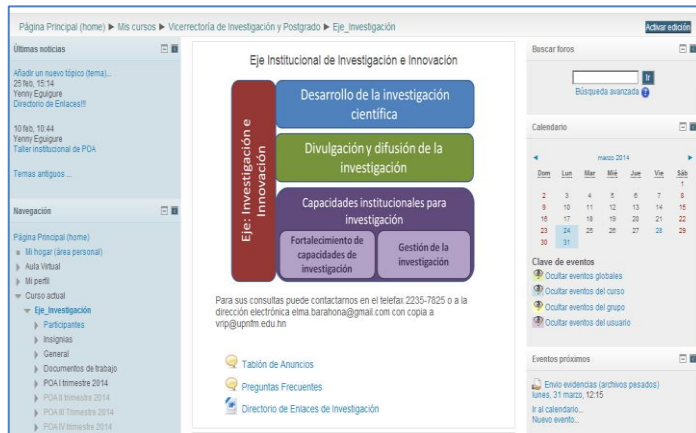 Página Principal (home) ► Mis cursos ► Vicerrectoría de Investigación y Postgrado ► Eje_Investigación
Activar edición
Últimas noticias
Añadir un nuevo tópico (tema)...
25 feb, 15:14
Yenny Eguigure
Directorio de Enlaces!!!
10 feb, 10:44
Yenny Eguigure
Taller institucional de POA
Temas antiguos ...
Navegación
Página Principal (home)
Mi hogar (área personal)
Aula Virtual
Mi perfil
Curso actual
Eje_Investigación
Participantes
Insignias
General
Documentos de trabajo
POA I trimestre 2014
POA II trimestre 2014
POA III Trimestre 2014
POA IV trimestre 2014
Eje Institucional de Investigación e Innovación
Eje: Investigación e
Innovación
Desarrollo de la investigación
científica
Divulgación y difusión de la
investigación
Capacidades institucionales para
investigación
Fortalecimiento de
capacidades de
investigación
Gestión de la
investigación
Para sus consultas puede contactarnos en el telefax 2235-7825 o a la
dirección electrónica elma.barahona@gmail.com con copia a
vrip@upnfm.edu.hn
Tablón de Anuncios
Preguntas Frecuentes
Directorio de Enlaces de Investigación
Buscar foros
Ir
Búsqueda avanzada
Calendario
marzo 2014
Dom Lun Mar Mié Jue Vie Sáb
1
2 3 4 5 6 7 8
9 10 11 12 13 14 15
16 17 18 19 20 21 22
23 24 25 26 27 28 29
30 31
Clave de eventos
Ocultar eventos globales
Ocultar eventos del curso
Ocultar eventos del grupo
Ocultar eventos del usuario
Eventos próximos
Envio evidencias (archivos pesados)
lunes, 31 marzo, 12:15
Ir al calendario...
Nuevo evento...